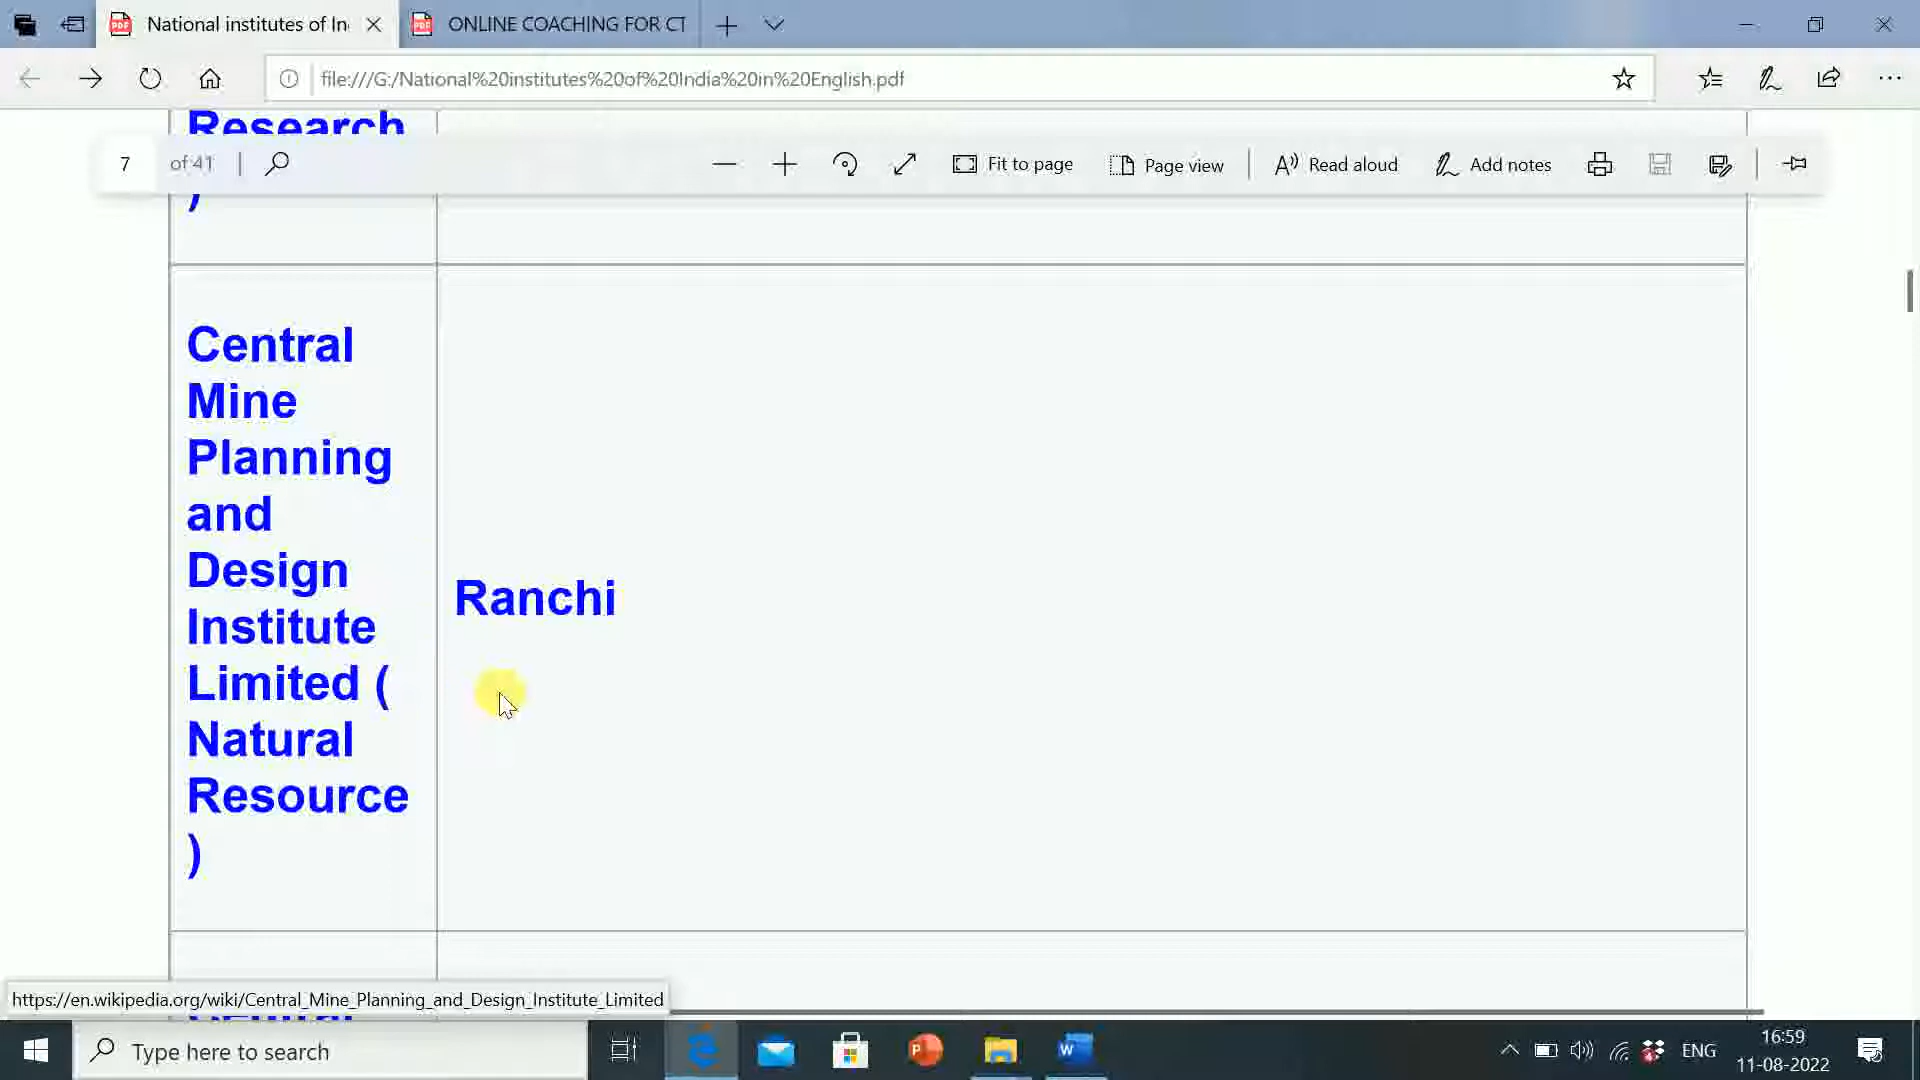 National institutes of In
ONLINE COACHING FOR CT
file:///G:/National%20institutes%20of%20India%20in%20English.pdf
Research
)
7 of 41
Fit to page
Page view
Read aloud
Add notes
Central
Mine
Planning
and
Design
Institute
Limited (
Natural
Resource
)
Ranchi
https://en.wikipedia.org/wiki/Central_Mine_Planning_and_Design_Institute_Limited
Central
Type here to search
ENG
16:59
11-08-2022